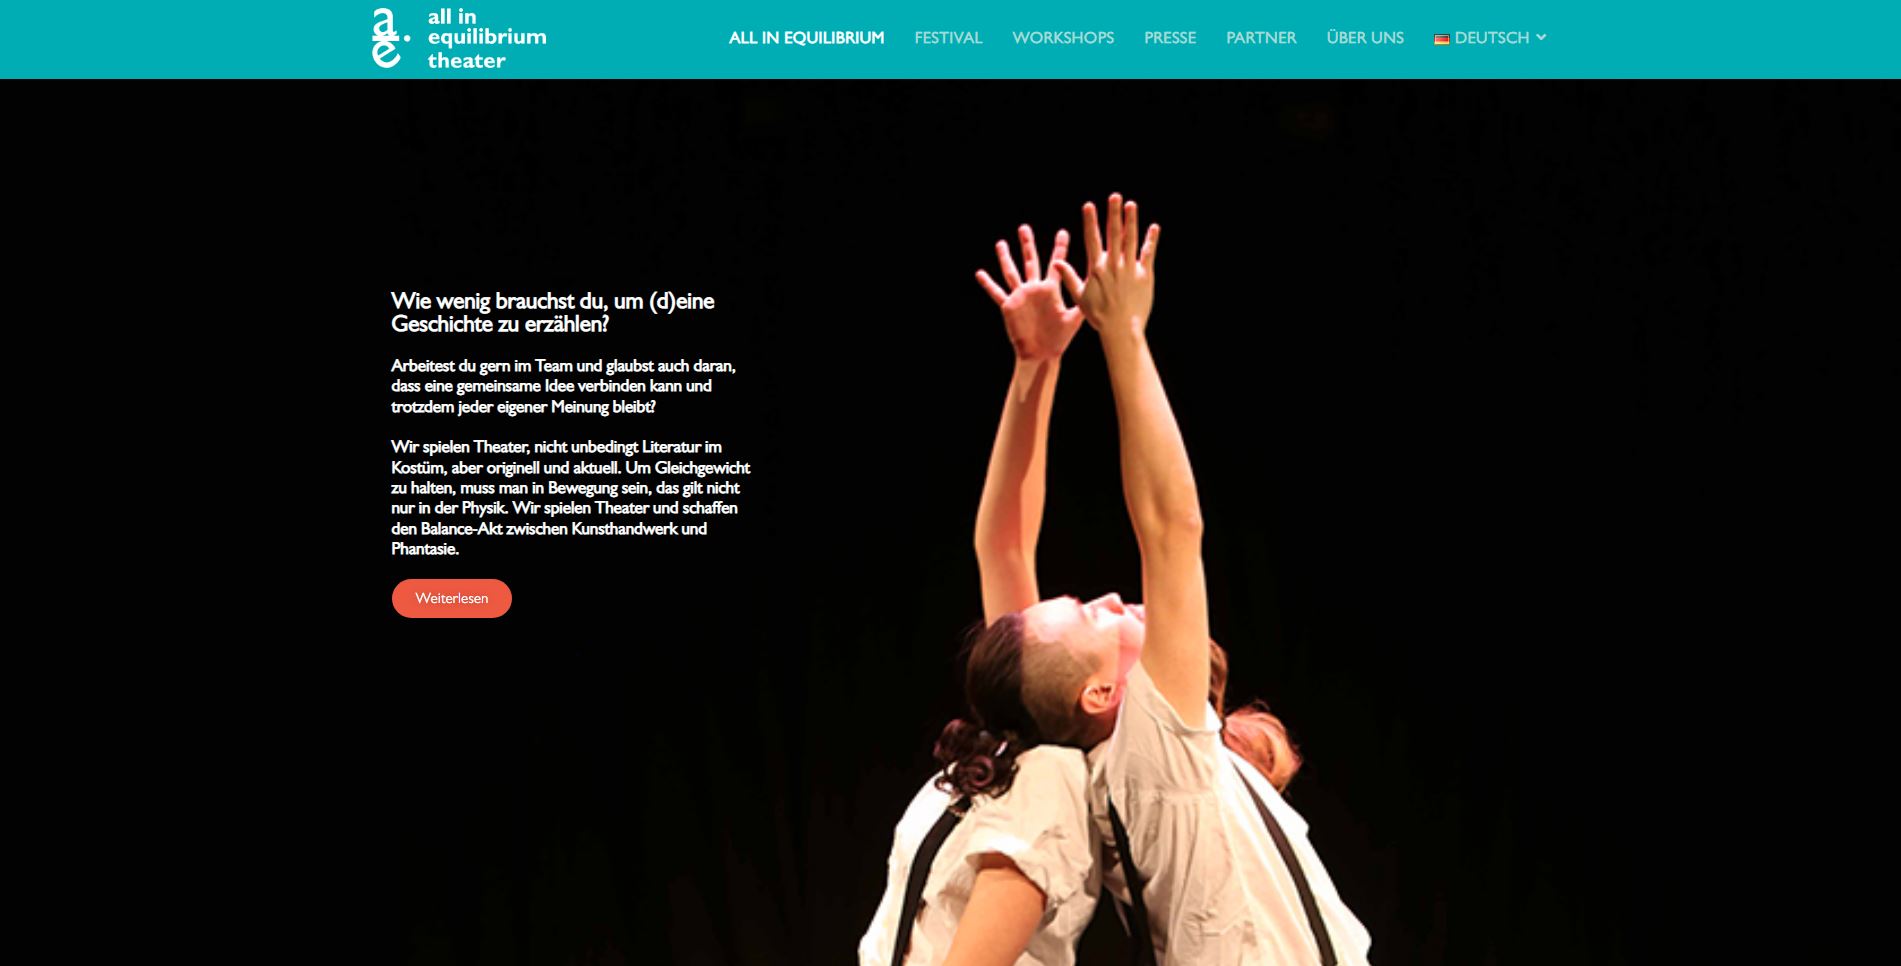 a.
e
all in
equilibrium
theater
ALL IN EQUILIBRIUM FESTIVAL WORKSHOPS PRESSE PARTNER ÜBER UNS DEUTSCH
Wie wenig brauchst du, um (d)eine
Geschichte zu erzählen?
Arbeitest du gern im Team und glaubst auch daran,
dass eine gemeinsame Idee verbinden kann und
trotzdem jeder eigener Meinung bleibt?
Wir spielen Theater, nicht unbedingt Literatur im
Kostüm, aber originell und aktuell. Um Gleichgewicht
zu halten, muss man in Bewegung sein, das gilt nicht
nur in der Physik. Wir spielen Theater und schaffen
den Balance-Akt zwischen Kunsthandwerk und
Phantasie.
Weiterlesen